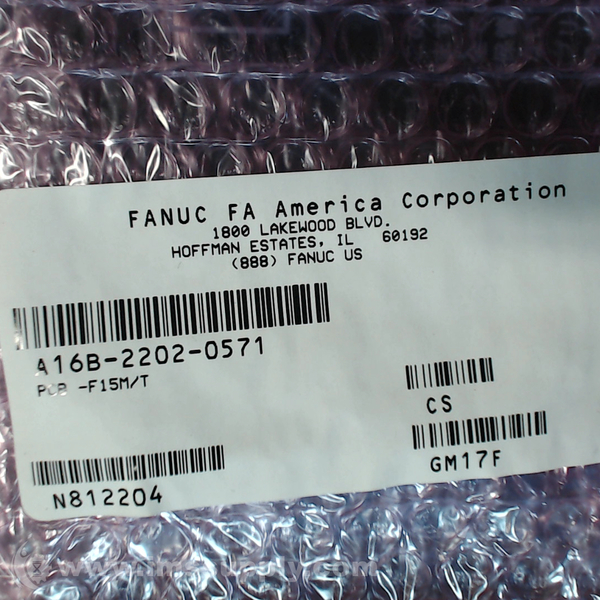 FANUC FA America Corporation
1800 LAKEWOOD BLVD.
HOFFMAN ESTATES, IL 60192
(888) FANUC US
A16B-2202-0571
PCB -F15M/T
CS
GM17F
N812204